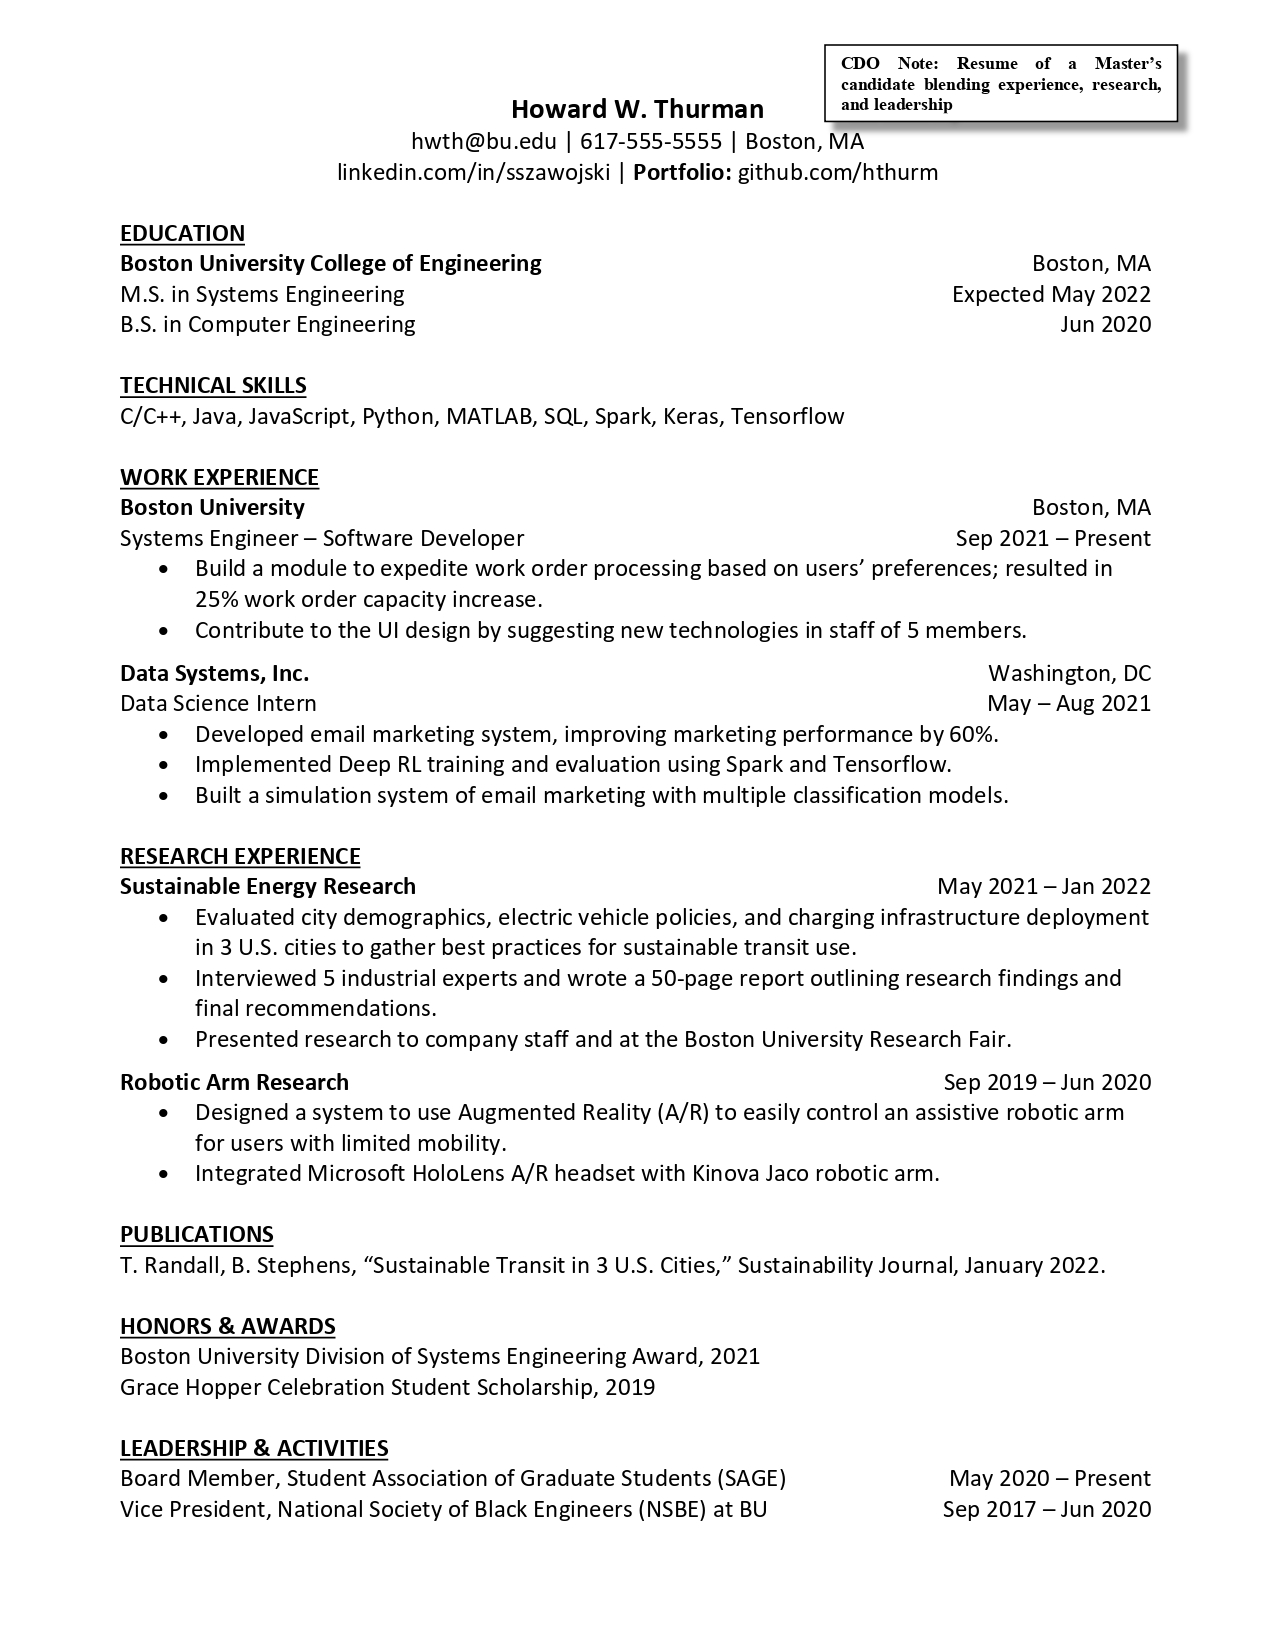 CDO Note: Resume of a Master’s
candidate blending experience, research,
and leadership
Howard W. Thurman
hwth@bu.edu | 617-555-5555 | Boston, MA
linkedin.com/in/sszawojski | Portfolio: github.com/hthurm
EDUCATION
Boston University College of Engineering Boston, MA
M.S. in Systems Engineering Expected May 2022
B.S. in Computer Engineering Jun 2020
TECHNICAL SKILLS
C/C++, Java, JavaScript, Python, MATLAB, SQL, Spark, Keras, Tensorflow
WORK EXPERIENCE
Boston University Boston, MA
Systems Engineer – Software Developer Sep 2021 – Present
• Build a module to expedite work order processing based on users’ preferences; resulted in
25% work order capacity increase.
• Contribute to the UI design by suggesting new technologies in staff of 5 members.
Data Systems, Inc. Washington, DC
Data Science Intern May – Aug 2021
• Developed email marketing system, improving marketing performance by 60%.
• Implemented Deep RL training and evaluation using Spark and Tensorflow.
• Built a simulation system of email marketing with multiple classification models.
RESEARCH EXPERIENCE
Sustainable Energy Research May 2021 – Jan 2022
• Evaluated city demographics, electric vehicle policies, and charging infrastructure deployment
in 3 U.S. cities to gather best practices for sustainable transit use.
• Interviewed 5 industrial experts and wrote a 50-page report outlining research findings and
final recommendations.
• Presented research to company staff and at the Boston University Research Fair.
Robotic Arm Research Sep 2019 – Jun 2020
• Designed a system to use Augmented Reality (A/R) to easily control an assistive robotic arm
for users with limited mobility.
• Integrated Microsoft HoloLens A/R headset with Kinova Jaco robotic arm.
PUBLICATIONS
T. Randall, B. Stephens, “Sustainable Transit in 3 U.S. Cities,” Sustainability Journal, January 2022.
HONORS & AWARDS
Boston University Division of Systems Engineering Award, 2021
Grace Hopper Celebration Student Scholarship, 2019
LEADERSHIP & ACTIVITIES
Board Member, Student Association of Graduate Students (SAGE) May 2020 – Present
Vice President, National Society of Black Engineers (NSBE) at BU Sep 2017 – Jun 2020